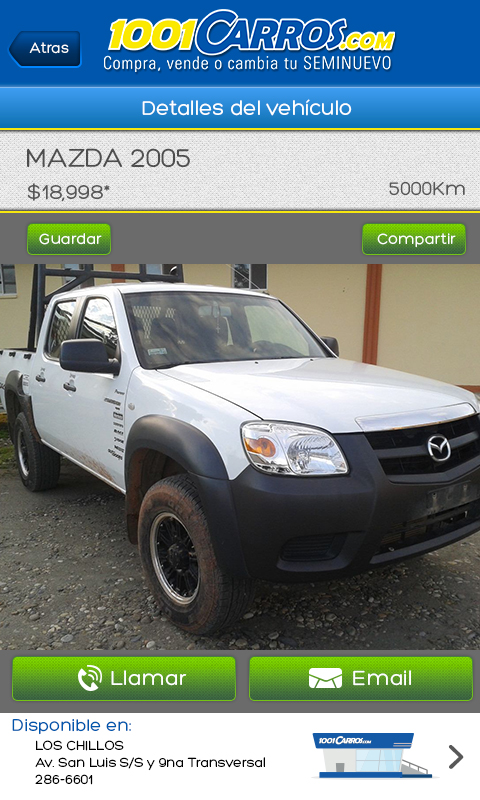 Atras
1001CARROS.COM
Compra, vende o cambia tu SEMINUEVO
Detalles del vehículo
MAZDA 2005
$18,998*
5000Km
Guardar
Compartir
Llamar
Email
Disponible en:
LOS CHILLOS
Av. San Luis S/S y 9na Transversal
286-6601
1001CARROS.COM